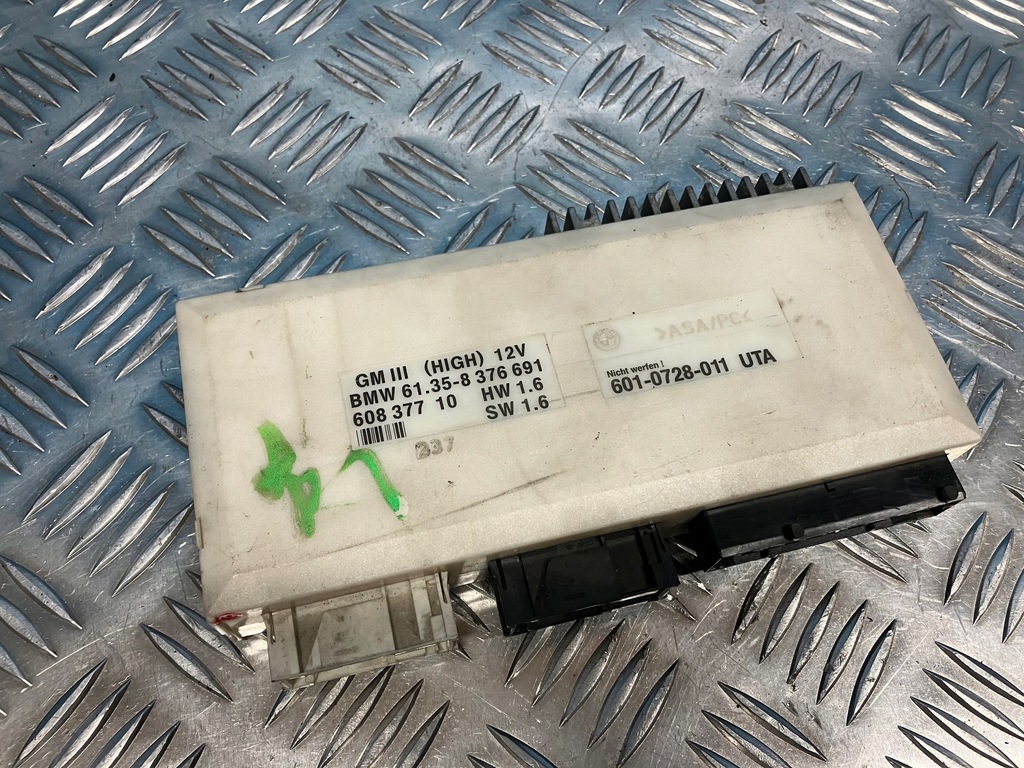 GM III (HIGH) 12V
BMW 61.35-8 376 691
608 377 10 HW 1.6
SW 1.6
237
>ASA/PC<
Nicht werfen !
601-0728-011 UTA